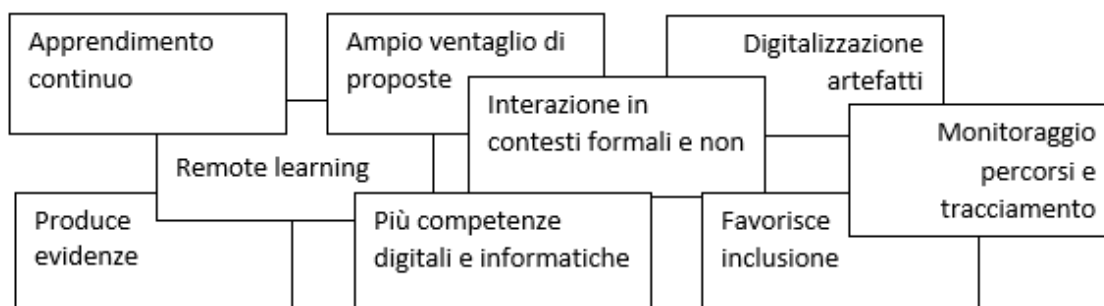 Apprendimento
continuo
Ampio ventaglio di
proposte
Digitalizzazione
artefatti
Interazione in
contesti formali e non
Monitoraggio
percorsi e
tracciamento
Remote learning
Produce
evidenze
Più competenze
digitali e informatiche
Favorisce
inclusione